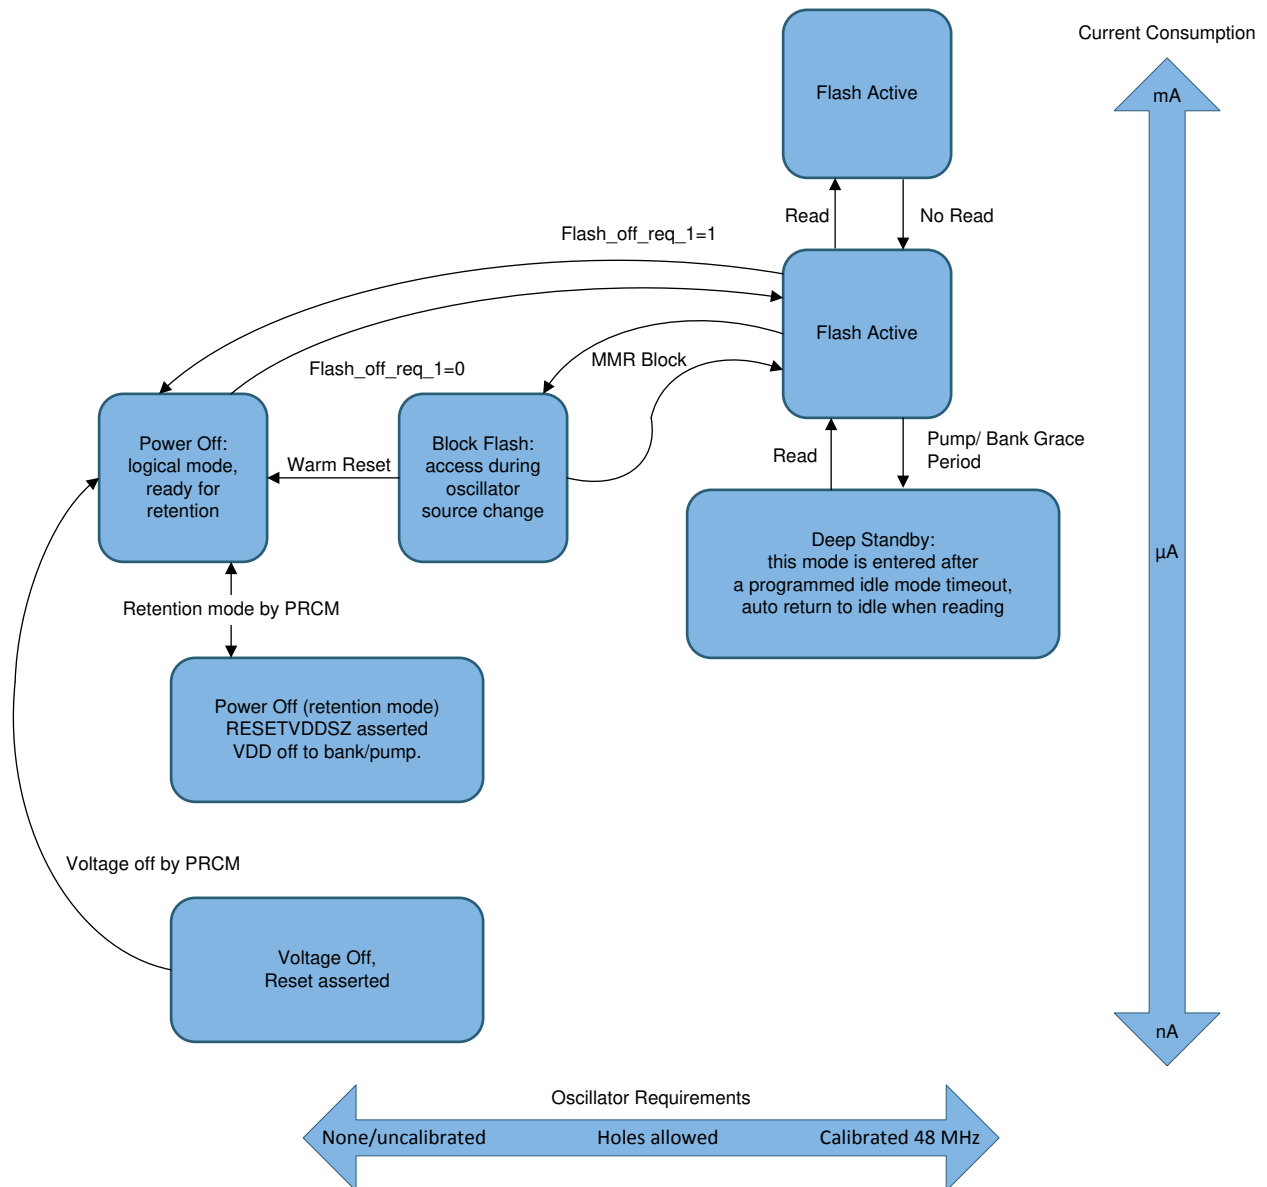 Current Consumption
mA
Flash Active
Read
No Read
Flash_off_req_1=1
Flash Active
MMR Block
Flash_off_req_1=0
Power Off:
logical mode,
ready for
retention
Warm Reset
Block Flash:
access during
oscillator
source change
Read
Pump/ Bank Grace
Period
Deep Standby:
this mode is entered after
a programmed idle mode timeout,
auto return to idle when reading
µA
Retention mode by PRCM
Power Off (retention mode)
RESETVDDSZ asserted
VDD off to bank/pump.
Voltage off by PRCM
Voltage Off,
Reset asserted
nA
Oscillator Requirements
None/uncalibrated
Holes allowed
Calibrated 48 MHz